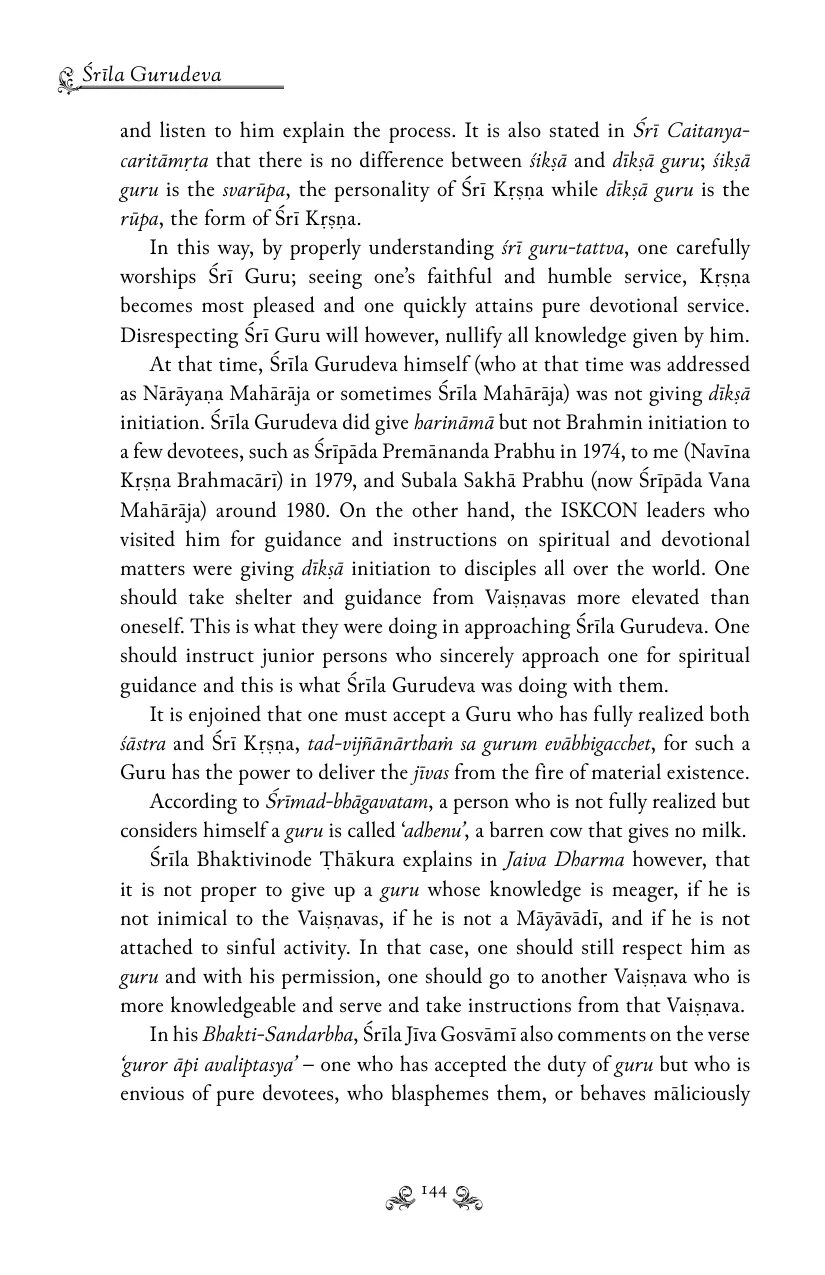 Śrīla Gurudeva
and listen to him explain the process. It is also stated in Śrī Caitanya-
caritāmṛta that there is no difference between śikṣā and dīkṣā guru; śikṣā
guru is the svarūpa, the personality of Śrī Kṛṣṇa while dīkṣā guru is the
rūpa, the form of Śrī Kṛṣṇa.
In this way, by properly understanding śrī guru-tattva, one carefully
worships Śrī Guru; seeing one’s faithful and humble service, Kṛṣṇa
becomes most pleased and one quickly attains pure devotional service.
Disrespecting Śrī Guru will however, nullify all knowledge given by him.
At that time, Śrīla Gurudeva himself (who at that time was addressed
as Nārāyaṇa Mahārāja or sometimes Śrīla Mahārāja) was not giving dīkṣā
initiation. Śrīla Gurudeva did give harināmā but not Brahmin initiation to
a few devotees, such as Śrīpāda Premānanda Prabhu in 1974, to me (Navīna
Kṛṣṇa Brahmacārī) in 1979, and Subala Sakhā Prabhu (now Śrīpāda Vana
Mahārāja) around 1980. On the other hand, the ISKCON leaders who
visited him for guidance and instructions on spiritual and devotional
matters were giving dīkṣā initiation to disciples all over the world. One
should take shelter and guidance from Vaiṣṇavas more elevated than
oneself. This is what they were doing in approaching Śrīla Gurudeva. One
should instruct junior persons who sincerely approach one for spiritual
guidance and this is what Śrīla Gurudeva was doing with them.
It is enjoined that one must accept a Guru who has fully realized both
śāstra and Śrī Kṛṣṇa, tad-vijñānārthaṁ sa gurum evābhigacchet, for such a
Guru has the power to deliver the jīvas from the fire of material existence.
According to Śrīmad-bhāgavatam, a person who is not fully realized but
considers himself a guru is called ‘adhenu’, a barren cow that gives no milk.
Śrīla Bhaktivinode Ṭhākura explains in Jaiva Dharma however, that
it is not proper to give up a guru whose knowledge is meager, if he is
not inimical to the Vaiṣṇavas, if he is not a Māyāvādī, and if he is not
attached to sinful activity. In that case, one should still respect him as
guru and with his permission, one should go to another Vaiṣṇava who is
more knowledgeable and serve and take instructions from that Vaiṣṇava.
In his Bhakti-Sandarbha, Śrīla Jīva Gosvāmī also comments on the verse
‘guror āpi avaliptasya’ – one who has accepted the duty of guru but who is
envious of pure devotees, who blasphemes them, or behaves māliciously
144